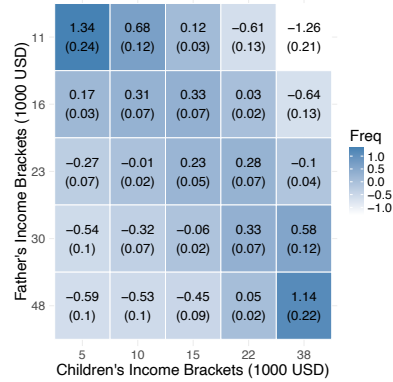 Father's Income Brackets (1000 USD)
11
1.34 0.68 0.12 −0.61 −1.26
(0.24) (0.12) (0.03) (0.13) (0.21)
16
0.17 0.31 0.33 0.03 −0.64
(0.03) (0.07) (0.07) (0.02) (0.13)
23
−0.27 −0.01 0.23 0.28 −0.1
(0.07) (0.02) (0.05) (0.07) (0.04)
30
−0.54 −0.32 −0.06 0.33 0.58
(0.1) (0.07) (0.02) (0.07) (0.12)
48
−0.59 −0.53 −0.45 0.05 1.14
(0.1) (0.1) (0.09) (0.02) (0.22)
5 10 15 22 38
Children's Income Brackets (1000 USD)
Freq
1.0
0.5
0.0
−0.5
−1.0